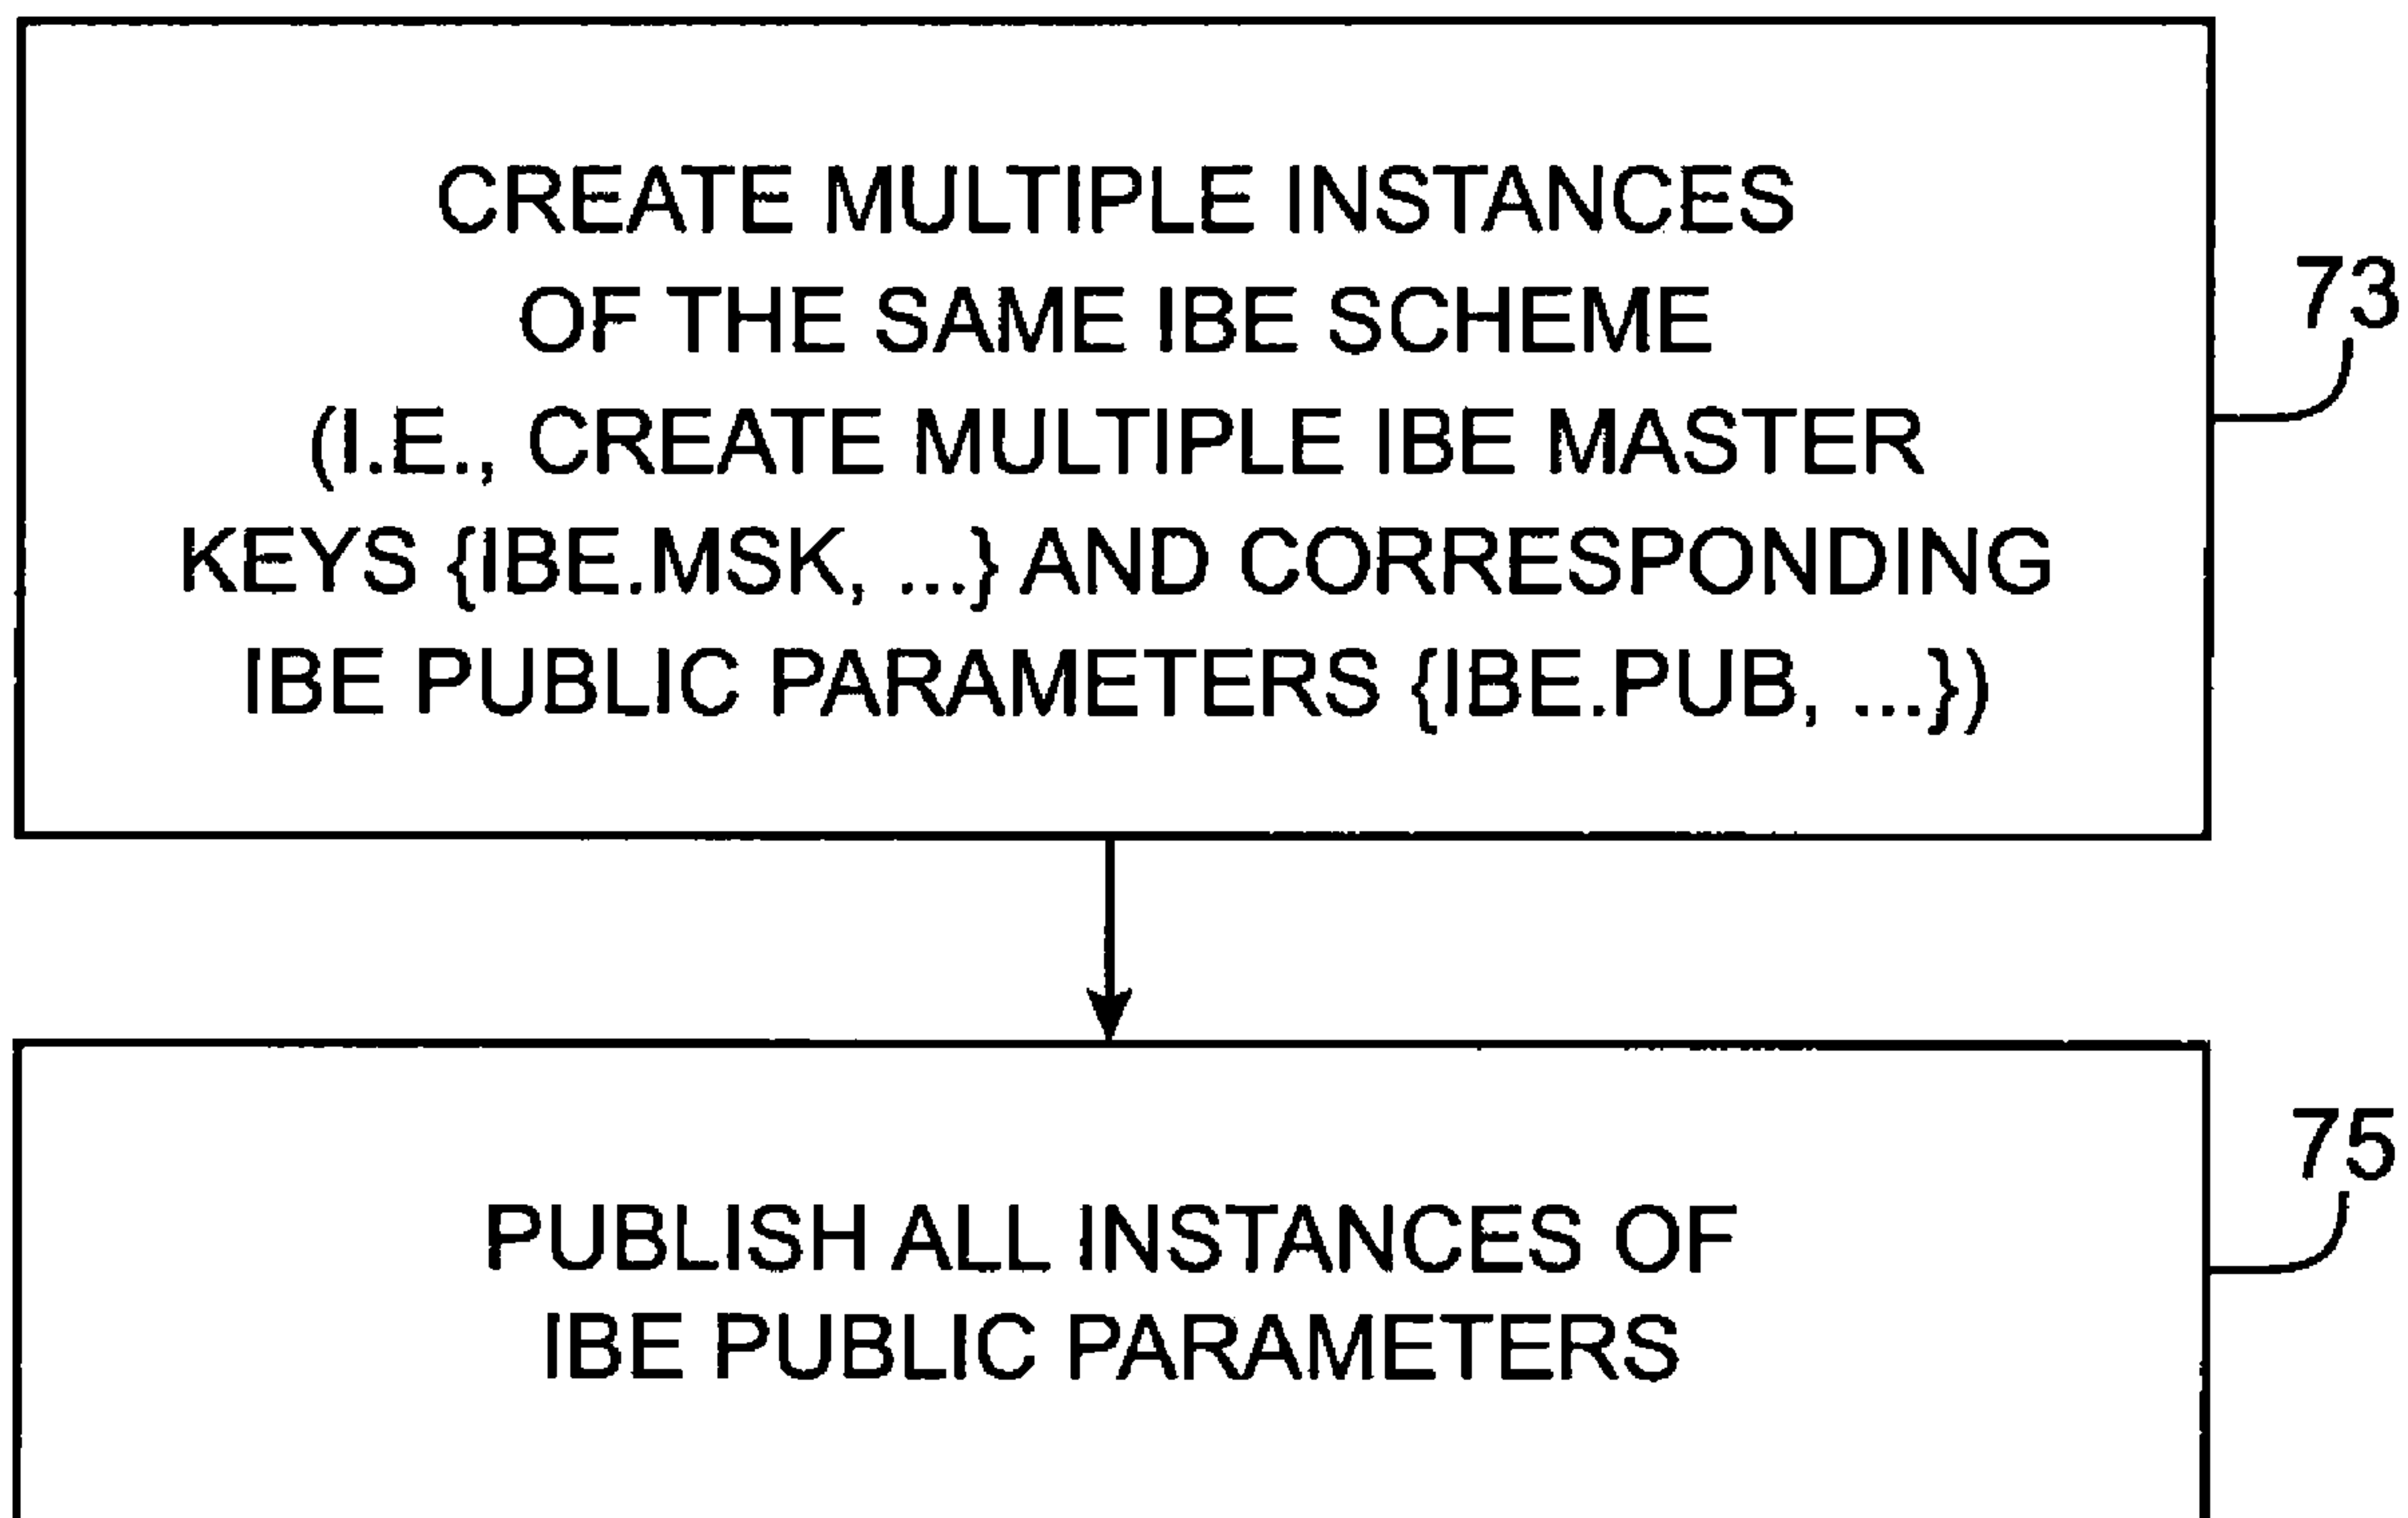 CREATE MULTIPLE INSTANCES
OF THE SAME IBE SCHEME
(I.E., CREATE MULTIPLE IBE MASTER
KEYS {IBE.MSK, ...} AND CORRESPONDING
IBE PUBLIC PARAMETERS {IBE.PUB, ...})
73
PUBLISH ALL INSTANCES OF
IBE PUBLIC PARAMETERS
75